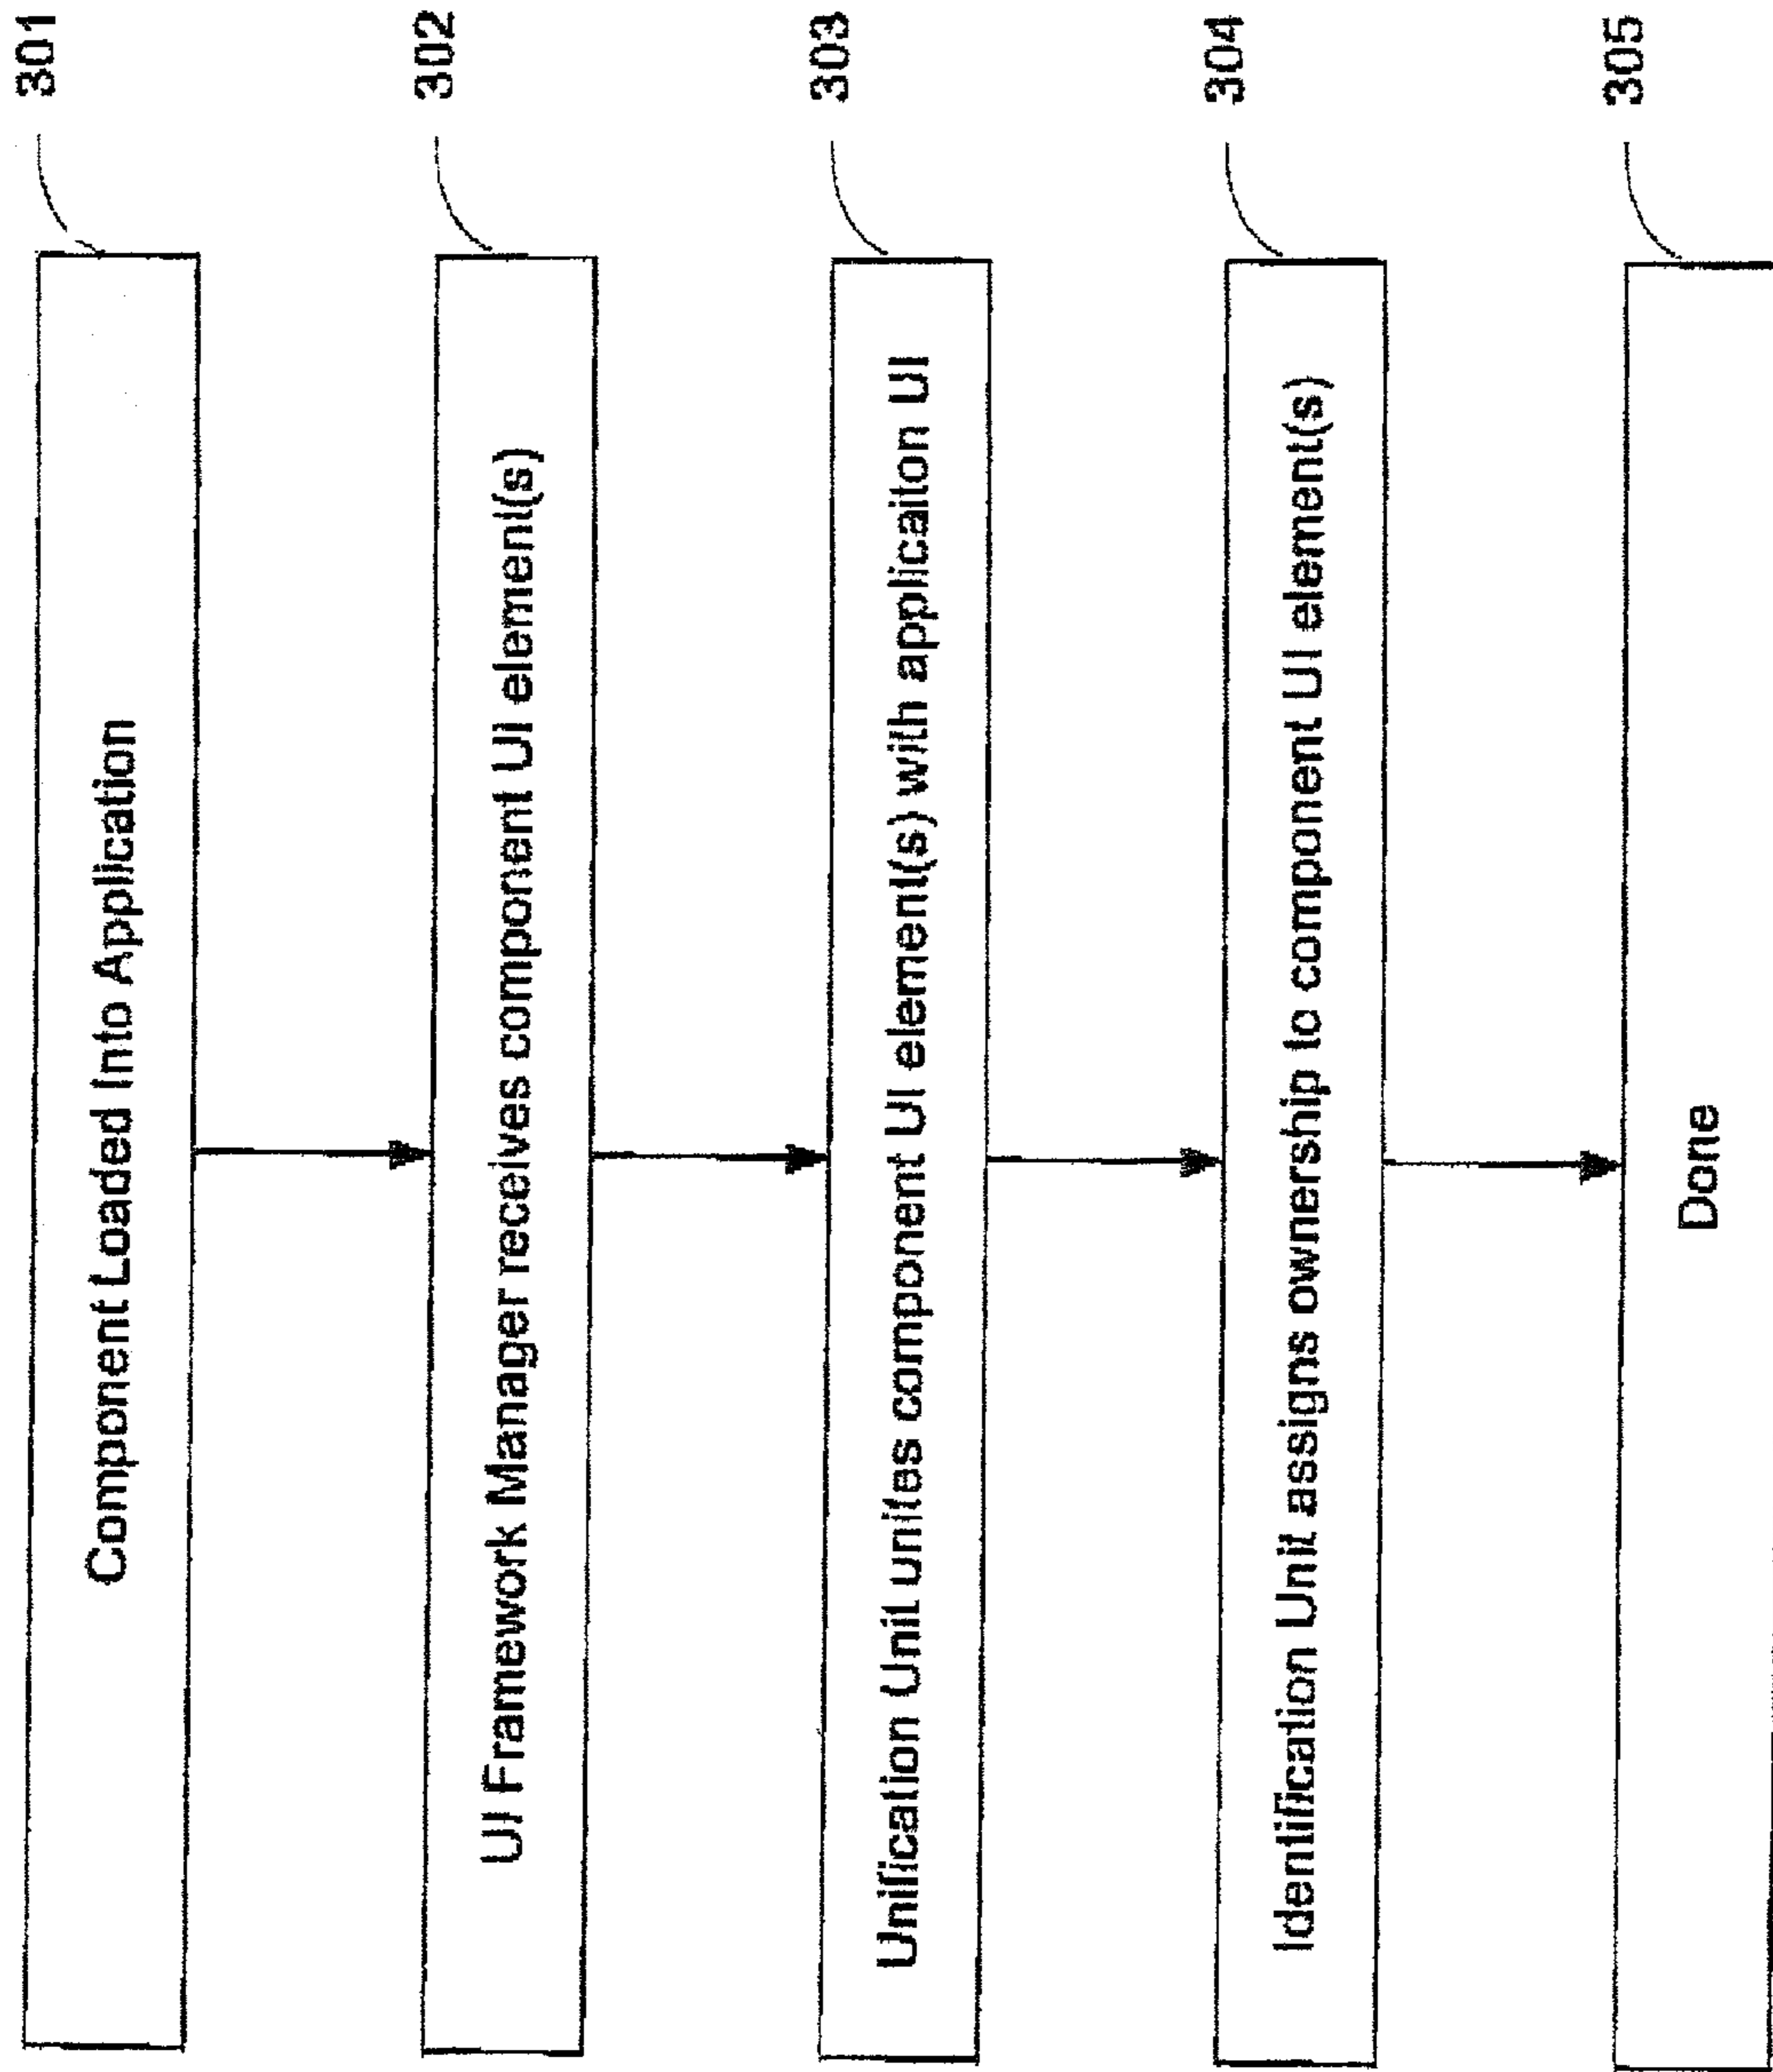 301
Component Loaded Into Application
302
UI Framework Manager receives component UI element(s)
303
Unification Unit unites component UI element(s) with applicaiton UI
304
Identification Unit assigns ownership to component UI element(s)
305
Done